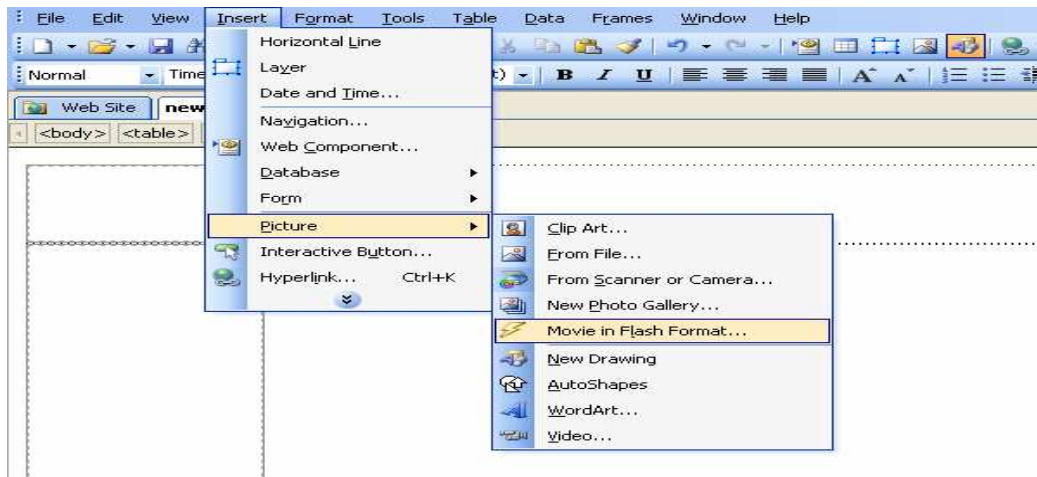 File Edit View Insert Format Tools Table Data Frames Window Help
Normal Time t) B I U A A
Web Site new
<body> <table>
Horizontal Line
Layer
Date and Time...
Navigation...
Web Component...
Database
Form
Picture
Interactive Button...
Hyperlink... Ctrl+K
Clip Art...
From File...
From Scanner or Camera...
New Photo Gallery...
Movie in Flash Format...
New Drawing
AutoShapes
WordArt...
Video...